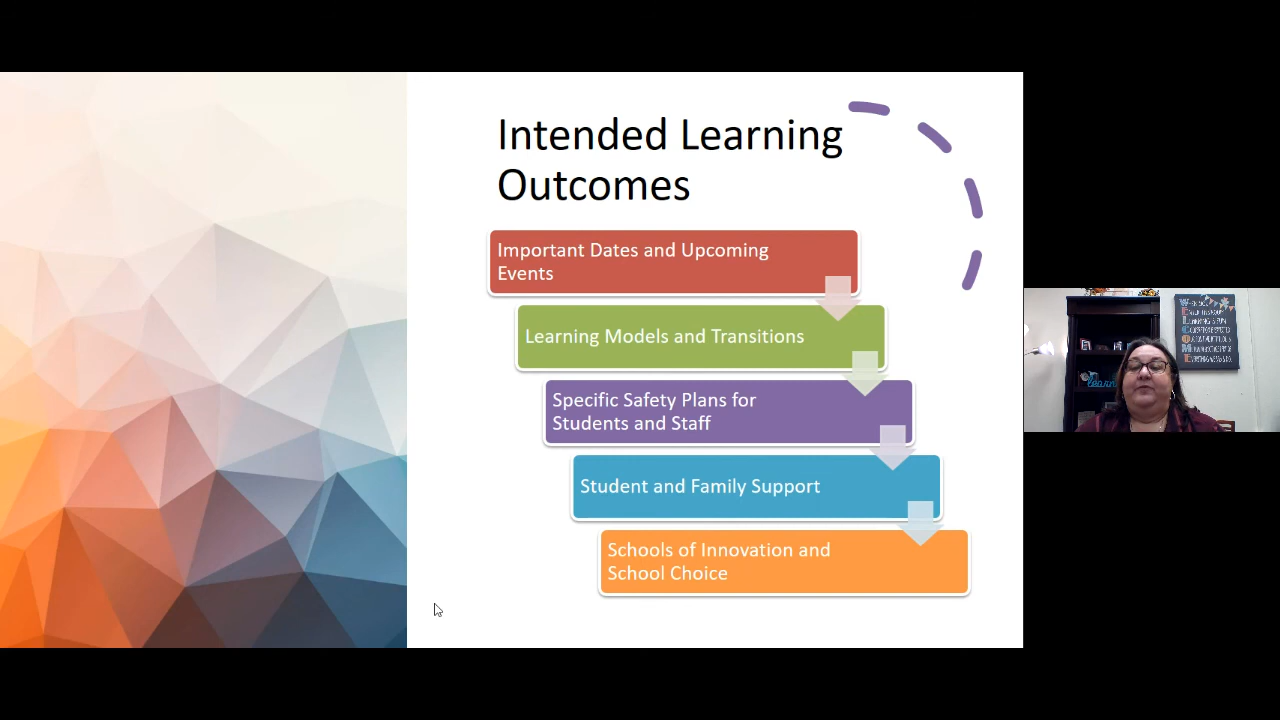 Intended Learning
Outcomes
Important Dates and Upcoming
Events
Learning Models and Transitions
Specific Safety Plans for
Students and Staff
Student and Family Support
Schools of Innovation and
School Choice
learn